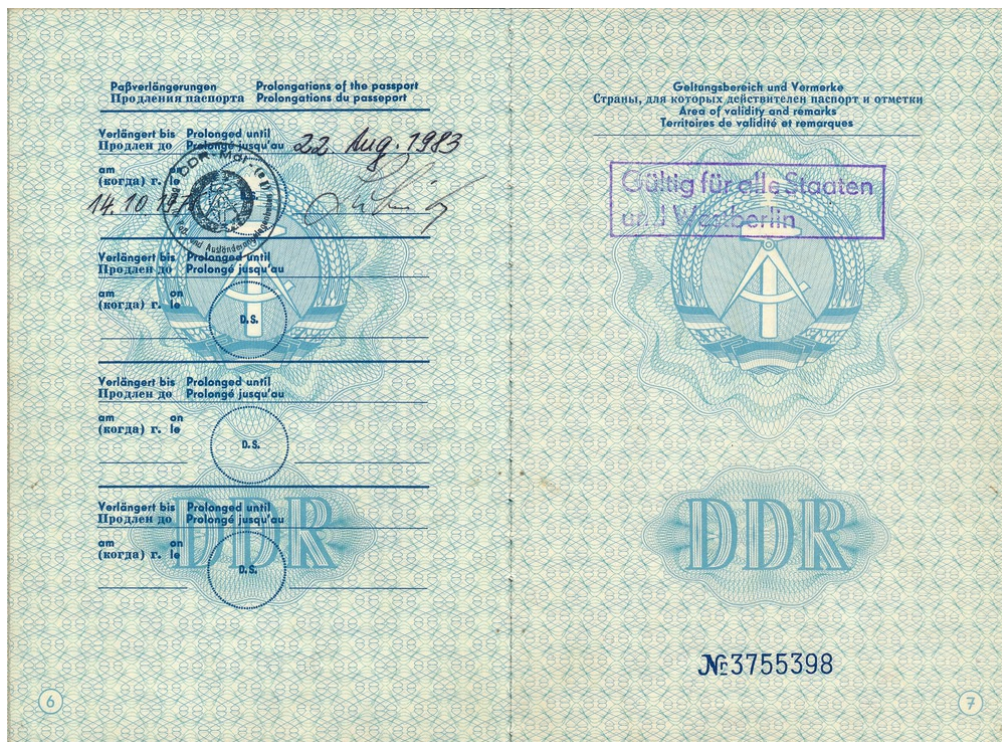 Paßverlängerungen Prolongations of the passport
Продления паспорта Prolongations du passeport
Verlängert bis Prolonged until
Продлен до Prolongé jusqu'au 22. Aug. 1983
am on
(когда) г. le
14.10.19
DDR
Verlängert bis Prolonged until
Продлен до Prolongé jusqu'au
am on
(когда) г. le
D.S.
Verlängert bis Prolonged until
Продлен до Prolongé jusqu'au
am on
(когда) г. le
D.S.
Verlängert bis Prolonged until
Продлен до Prolongé jusqu'au
am on
(когда) г. le
D.S.
DDR
6
Geltungsbereich und Vermerke
Страны, для которых действителен паспорт и отметки
Area of validity and remarks
Territoires de validité et remarques
Gültig für alle Staaten
und Westberlin
DDR
№ 3755398
7